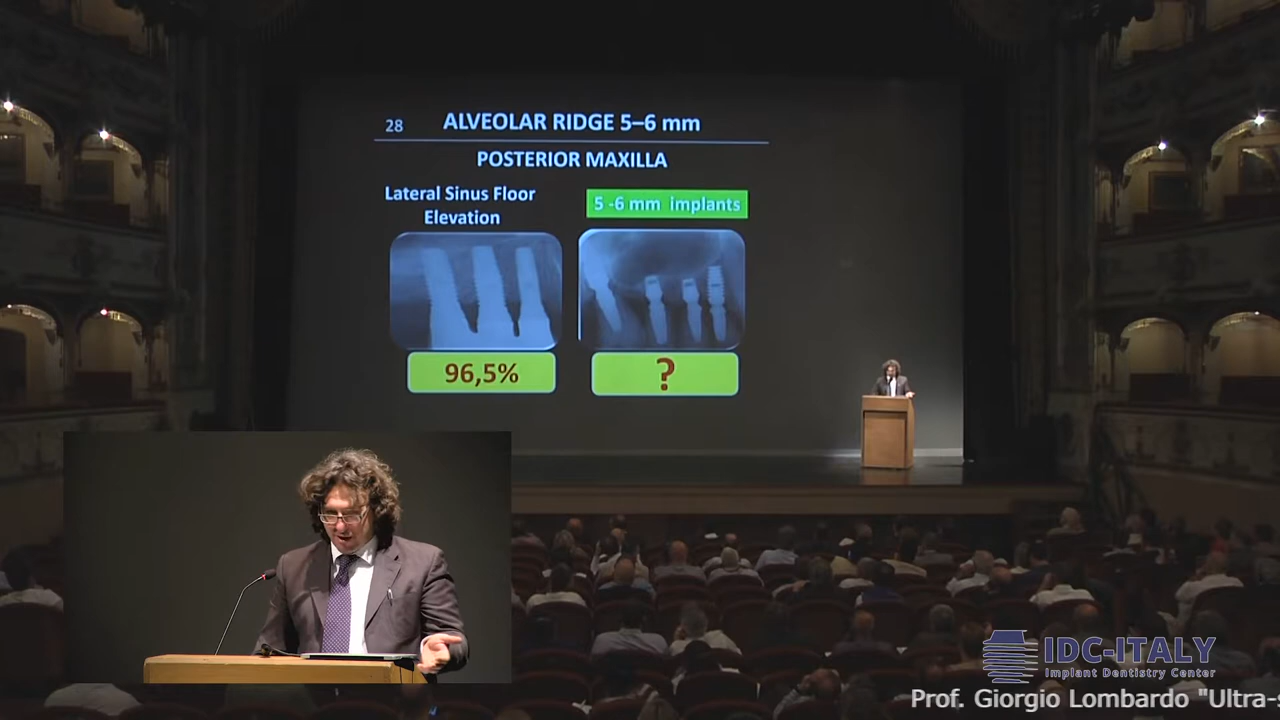 28
ALVEOLAR RIDGE 5–6 mm
POSTERIOR MAXILLA
Lateral Sinus Floor
Elevation
5 -6 mm implants
96,5%
?
IDC-ITALY
Implant Dentistry Center
Prof. Giorgio Lombardo "Ultra-s